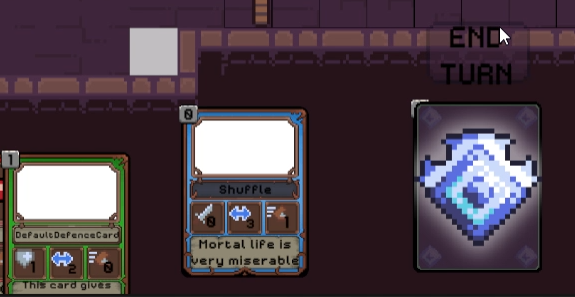 END
TURN
0
Shuffle
0 3 1
Mortal life is
very miserable
1
DefaultDefenceCard
1 2 0
This card gives